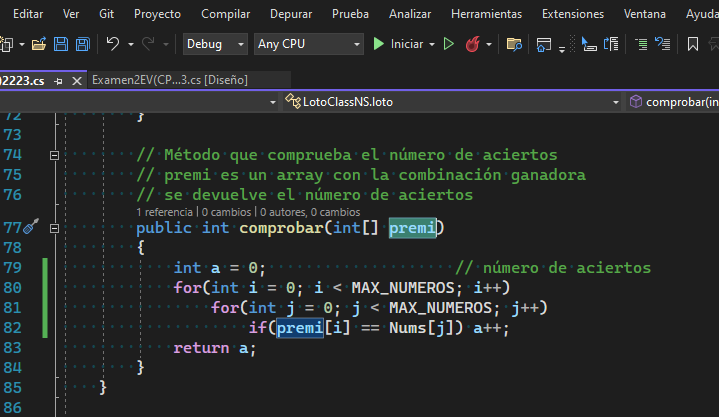 Editar Ver Git Proyecto Compilar Depurar Prueba Analizar Herramientas Extensiones Ventana Ayuda
Debug Any CPU Iniciar
)2223.cs Examen2EV(CP...3.cs [Diseño]
LotoClassNS.loto comprobar(in
72 }
73
74 // Método que comprueba el número de aciertos
75 // premi es un array con la combinación ganadora
76 // se devuelve el número de aciertos
1 referencia | 0 cambios | 0 autores, 0 cambios
77 public int comprobar(int[] premi)
78 {
79 int a = 0; // número de aciertos
80 for(int i = 0; i < MAX_NUMEROS; i++)
81 for(int j = 0; j < MAX_NUMEROS; j++)
82 if(premi[i] == Nums[j]) a++;
83 return a;
84 }
85 }
86